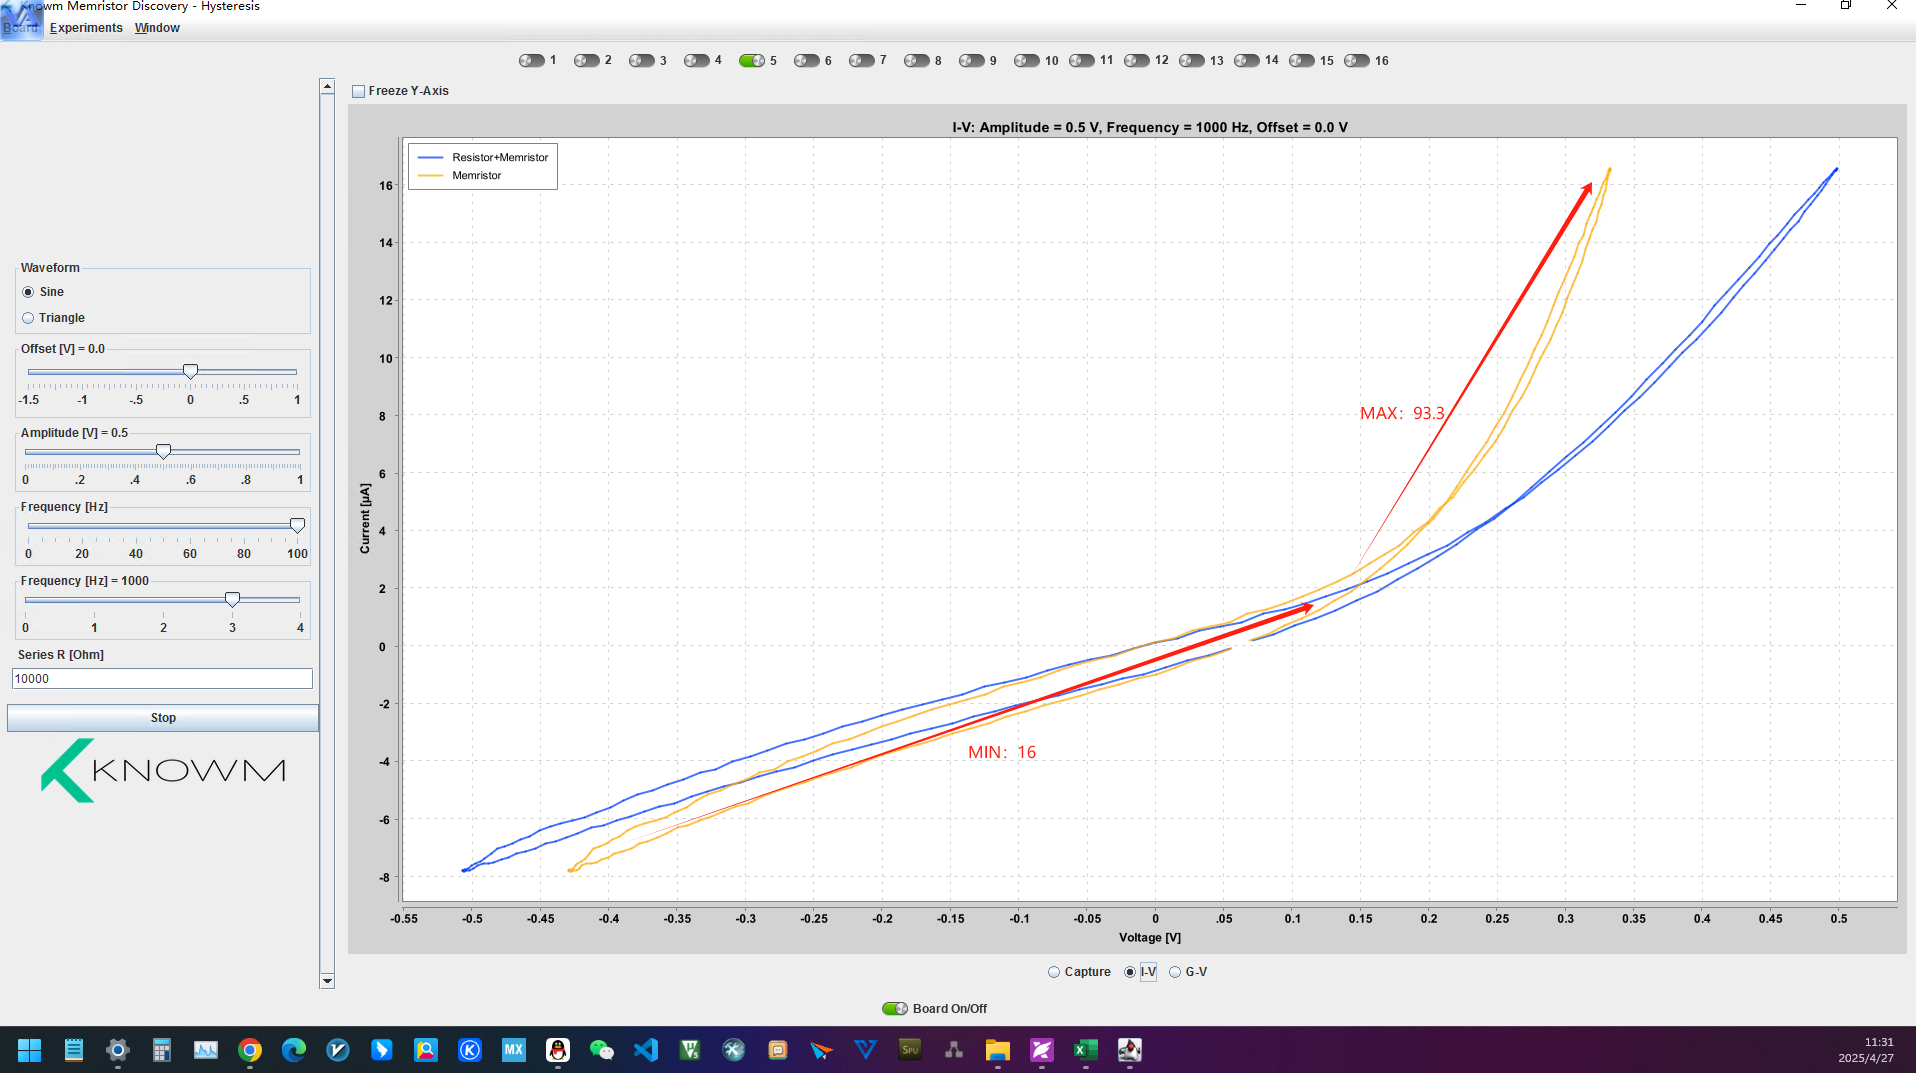 Knowm Memristor Discovery - Hysteresis
Board Experiments Window
1 2 3 4 5 6 7 8 9 10 11 12 13 14 15 16
Freeze Y-Axis
I-V: Amplitude = 0.5 V, Frequency = 1000 Hz, Offset = 0.0 V
Resistor+Memristor
Memristor
16
14
12
10
8
6
4
2
0
-2
-4
-6
-8
Current [µA]
MAX：93.3
MIN：16
-0.55 -0.5 -0.45 -0.4 -0.35 -0.3 -0.25 -0.2 -0.15 -0.1 -0.05 0 .05 0.1 0.15 0.2 0.25 0.3 0.35 0.4 0.45 0.5
Voltage [V]
Waveform
Sine
Triangle
Offset [V] = 0.0
-1.5 -1 -.5 0 .5 1
Amplitude [V] = 0.5
0 .2 .4 .6 .8 1
Frequency [Hz]
0 20 40 60 80 100
Frequency [Hz] = 1000
0 1 2 3 4
Series R [Ohm]
10000
Stop
KNOWM
Capture I-V G-V
Board On/Off
MX
SPU
11:31
2025/4/27